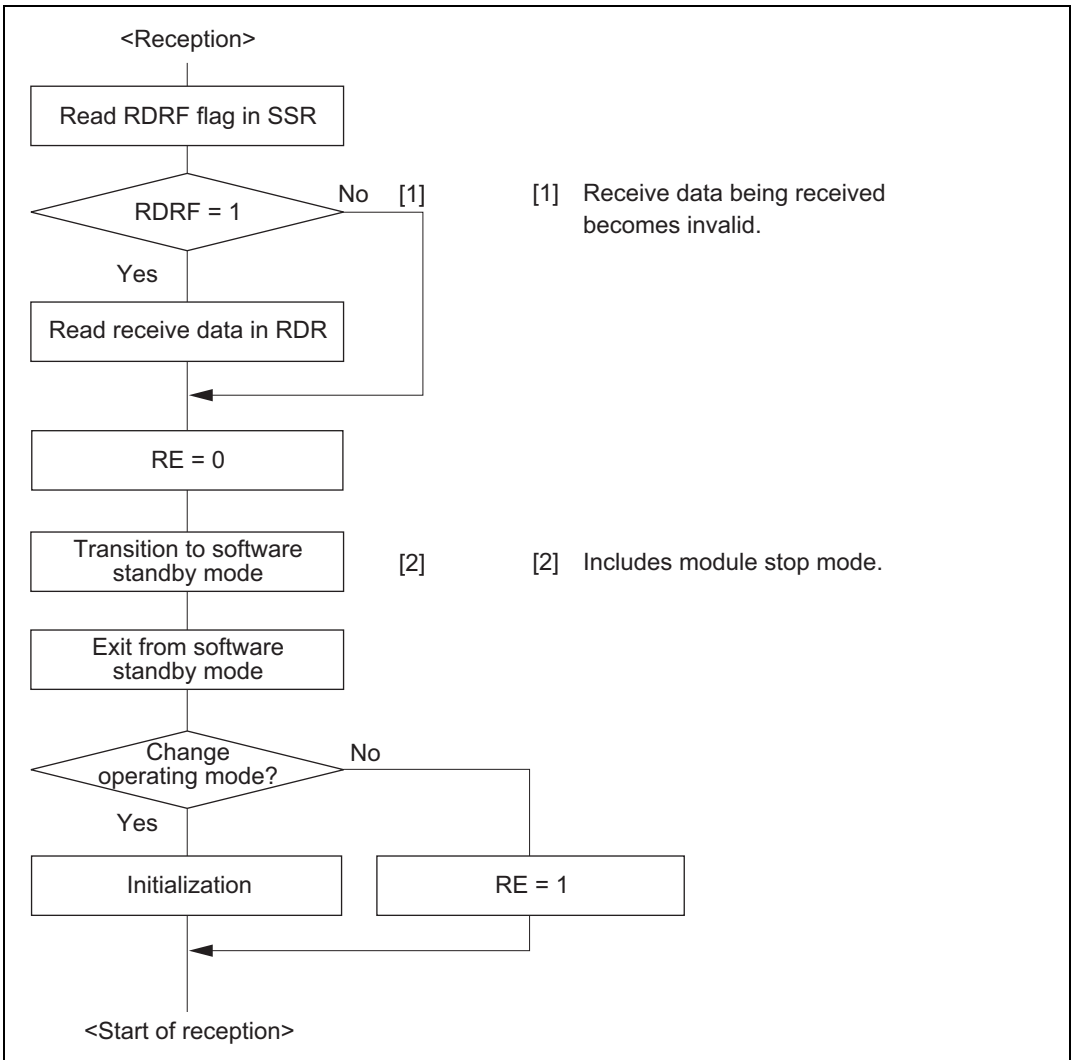 <Reception>
Read RDRF flag in SSR
RDRF = 1
No [1]
[1] Receive data being received
becomes invalid.
Yes
Read receive data in RDR
RE = 0
Transition to software
standby mode
[2]
[2] Includes module stop mode.
Exit from software
standby mode
Change
operating mode?
No
Yes
Initialization
RE = 1
<Start of reception>